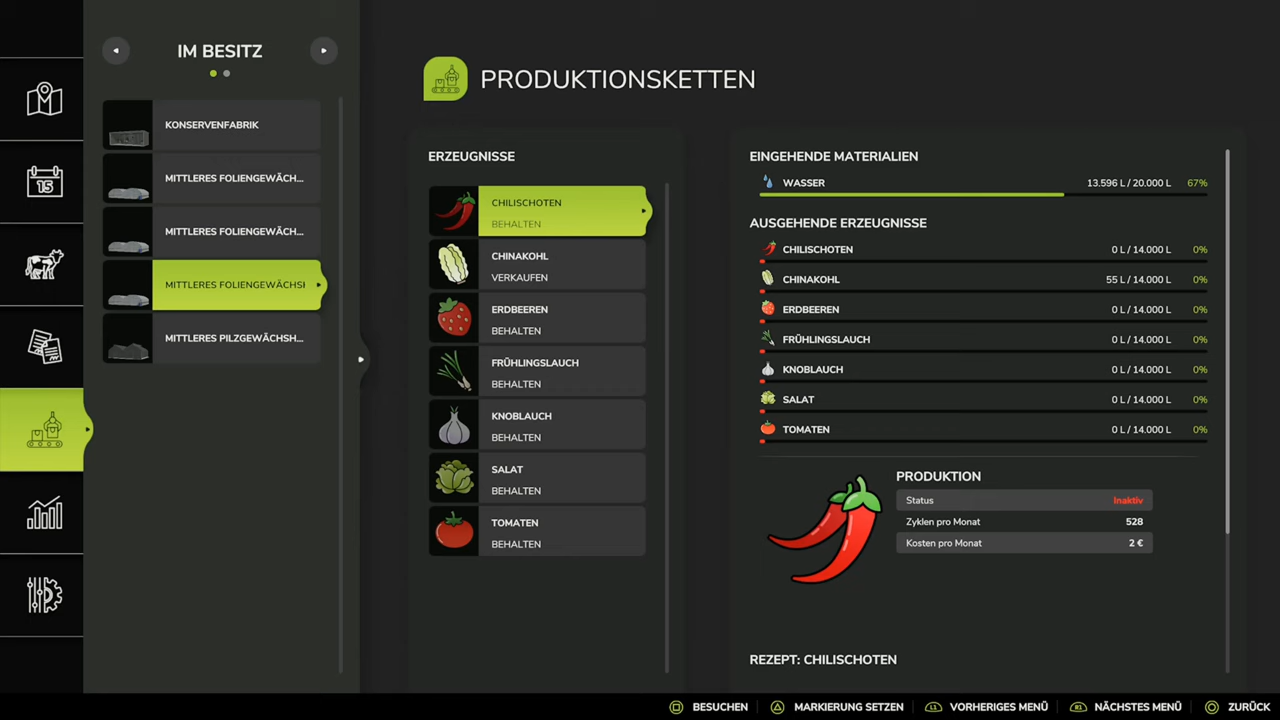 IM BESITZ
KONSERVENFABRIK
MITTLERES FOLIENGEWÄCH...
MITTLERES FOLIENGEWÄCH...
MITTLERES FOLIENGEWÄCHSI
MITTLERES PILZGEWÄCHSH...
15
PRODUKTIONSKETTEN
ERZEUGNISSE
CHILISCHOTEN
BEHALTEN
CHINAKOHL
VERKAUFEN
ERDBEEREN
BEHALTEN
FRÜHLINGSLAUCH
BEHALTEN
KNOBLAUCH
BEHALTEN
SALAT
BEHALTEN
TOMATEN
BEHALTEN
EINGEHENDE MATERIALIEN
WASSER 13.596 L / 20.000 L 67%
AUSGEHENDE ERZEUGNISSE
CHILISCHOTEN 0 L / 14.000 L 0%
CHINAKOHL 55 L / 14.000 L 0%
ERDBEEREN 0 L / 14.000 L 0%
FRÜHLINGSLAUCH 0 L / 14.000 L 0%
KNOBLAUCH 0 L / 14.000 L 0%
SALAT 0 L / 14.000 L 0%
TOMATEN 0 L / 14.000 L 0%
PRODUKTION
Status Inaktiv
Zyklen pro Monat 528
Kosten pro Monat 2 €
REZEPT: CHILISCHOTEN
BESUCHEN MARKIERUNG SETZEN L1 VORHERIGES MENÜ R1 NÄCHSTES MENÜ ZURÜCK